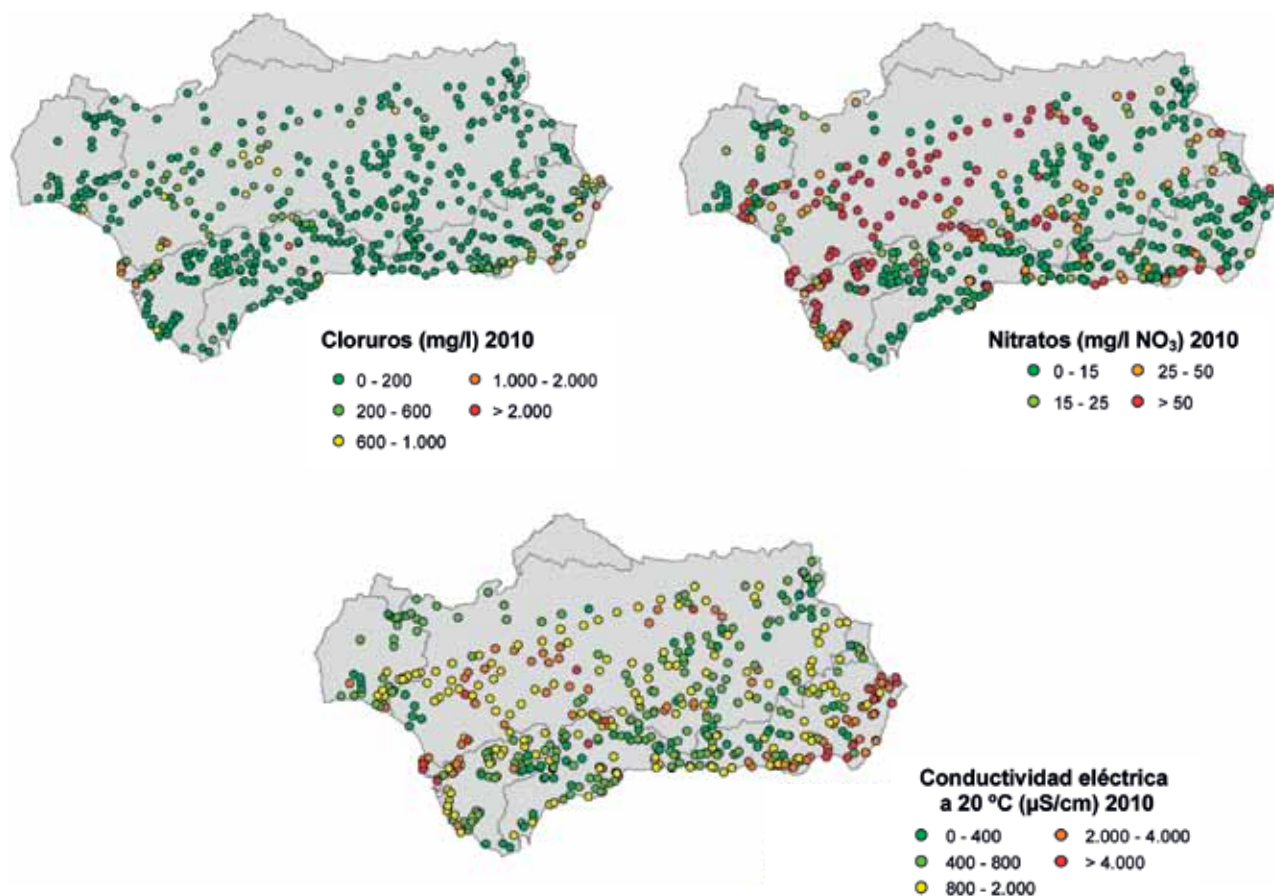 Cloruros (mg/l) 2010
0 - 200
1.000 - 2.000
200 - 600
> 2.000
600 - 1.000
Nitratos (mg/l NO₃) 2010
0 - 15
25 - 50
15 - 25
> 50
Conductividad eléctrica
a 20 ºC (µS/cm) 2010
0 - 400
2.000 - 4.000
400 - 800
> 4.000
800 - 2.000